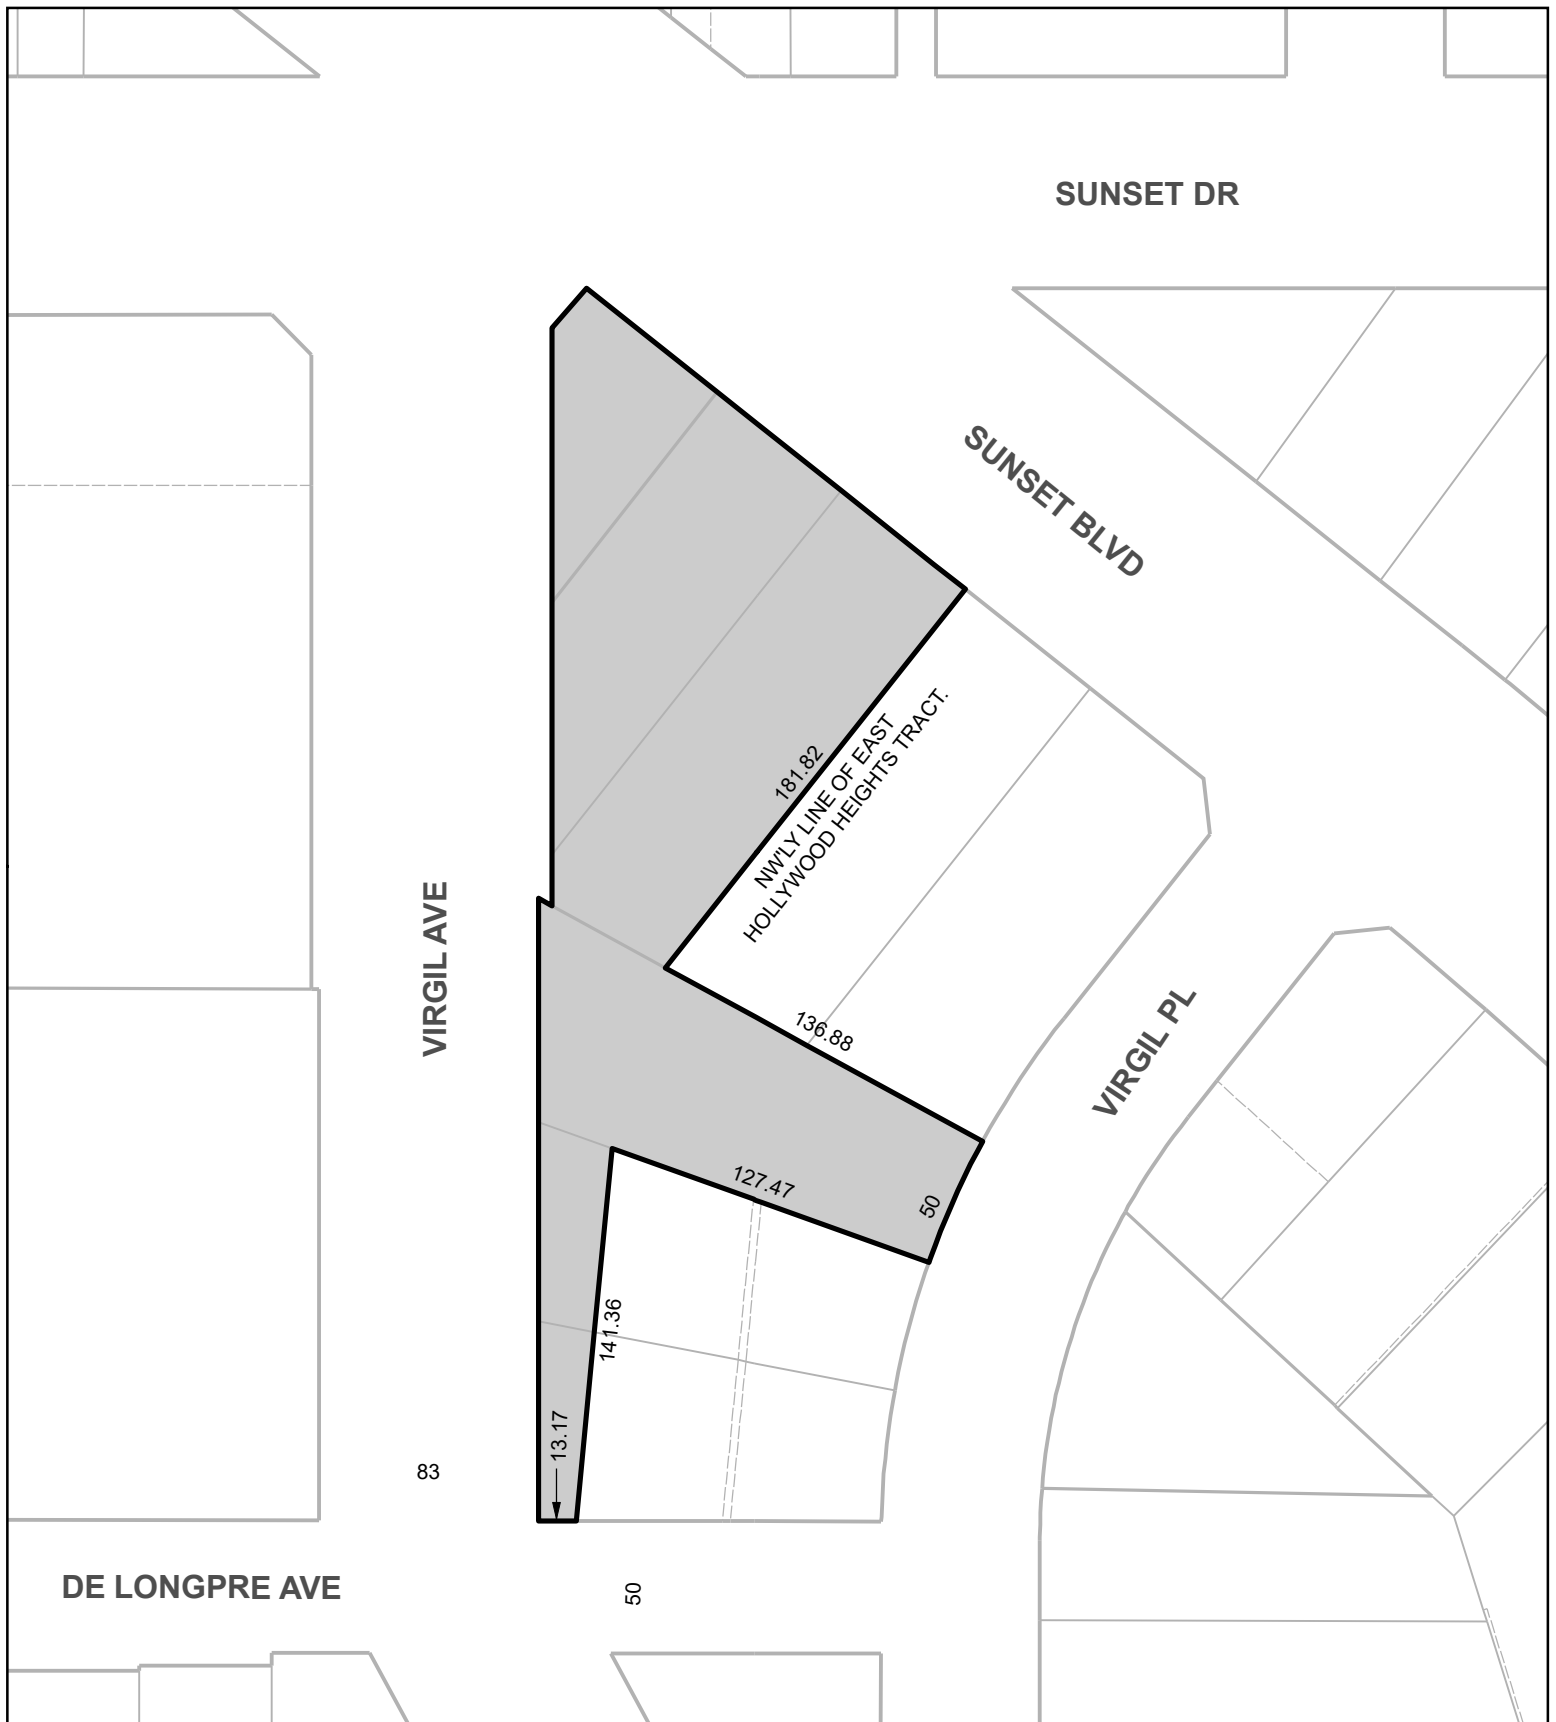 SUNSET DR
SUNSET BLVD
181.82
NW'LY LINE OF EAST
HOLLYWOOD HEIGHTS TRACT.
VIRGIL AVE
136.88
VIRGIL PL
127.47
50
141.36
13.17
83
DE LONGPRE AVE
50